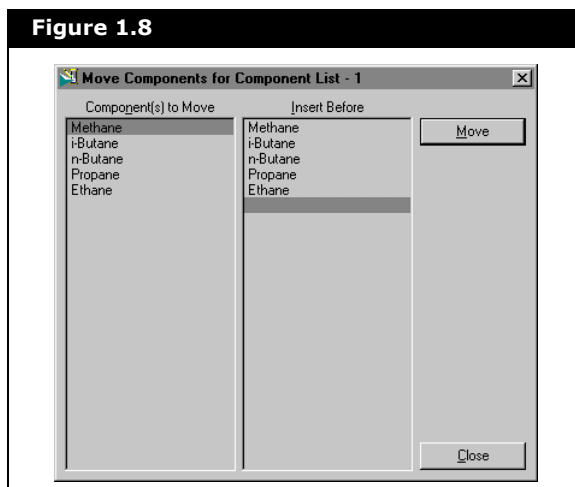 Figure 1.8
Move Components for Component List - 1
Component(s) to Move
Insert Before
Methane
i-Butane
n-Butane
Propane
Ethane
Methane
i-Butane
n-Butane
Propane
Ethane
Move
Close